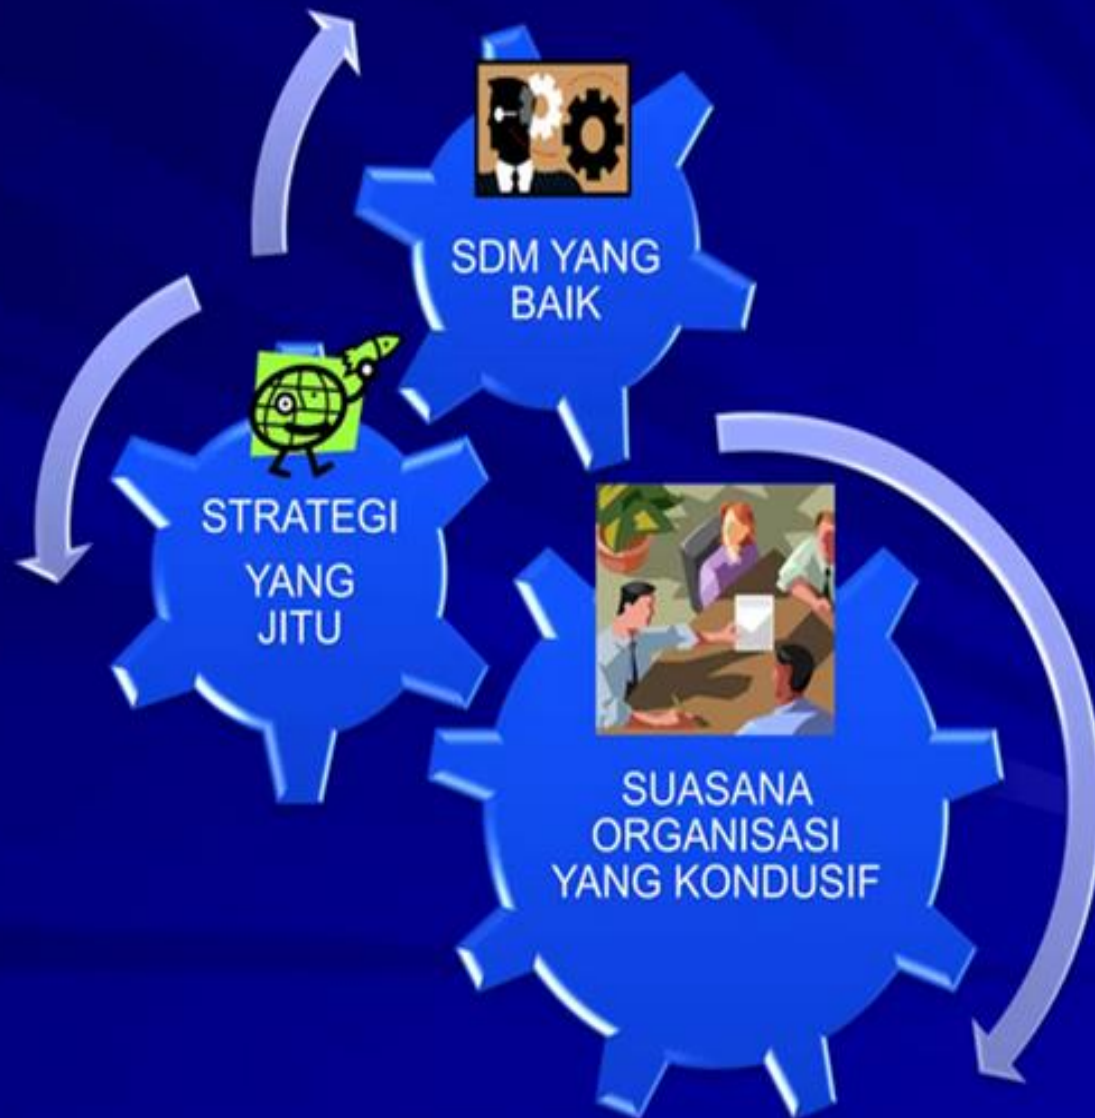 SDM YANG
BAIK
STRATEGI
YANG
JITU
SUASANA
ORGANISASI
YANG KONDUSIF